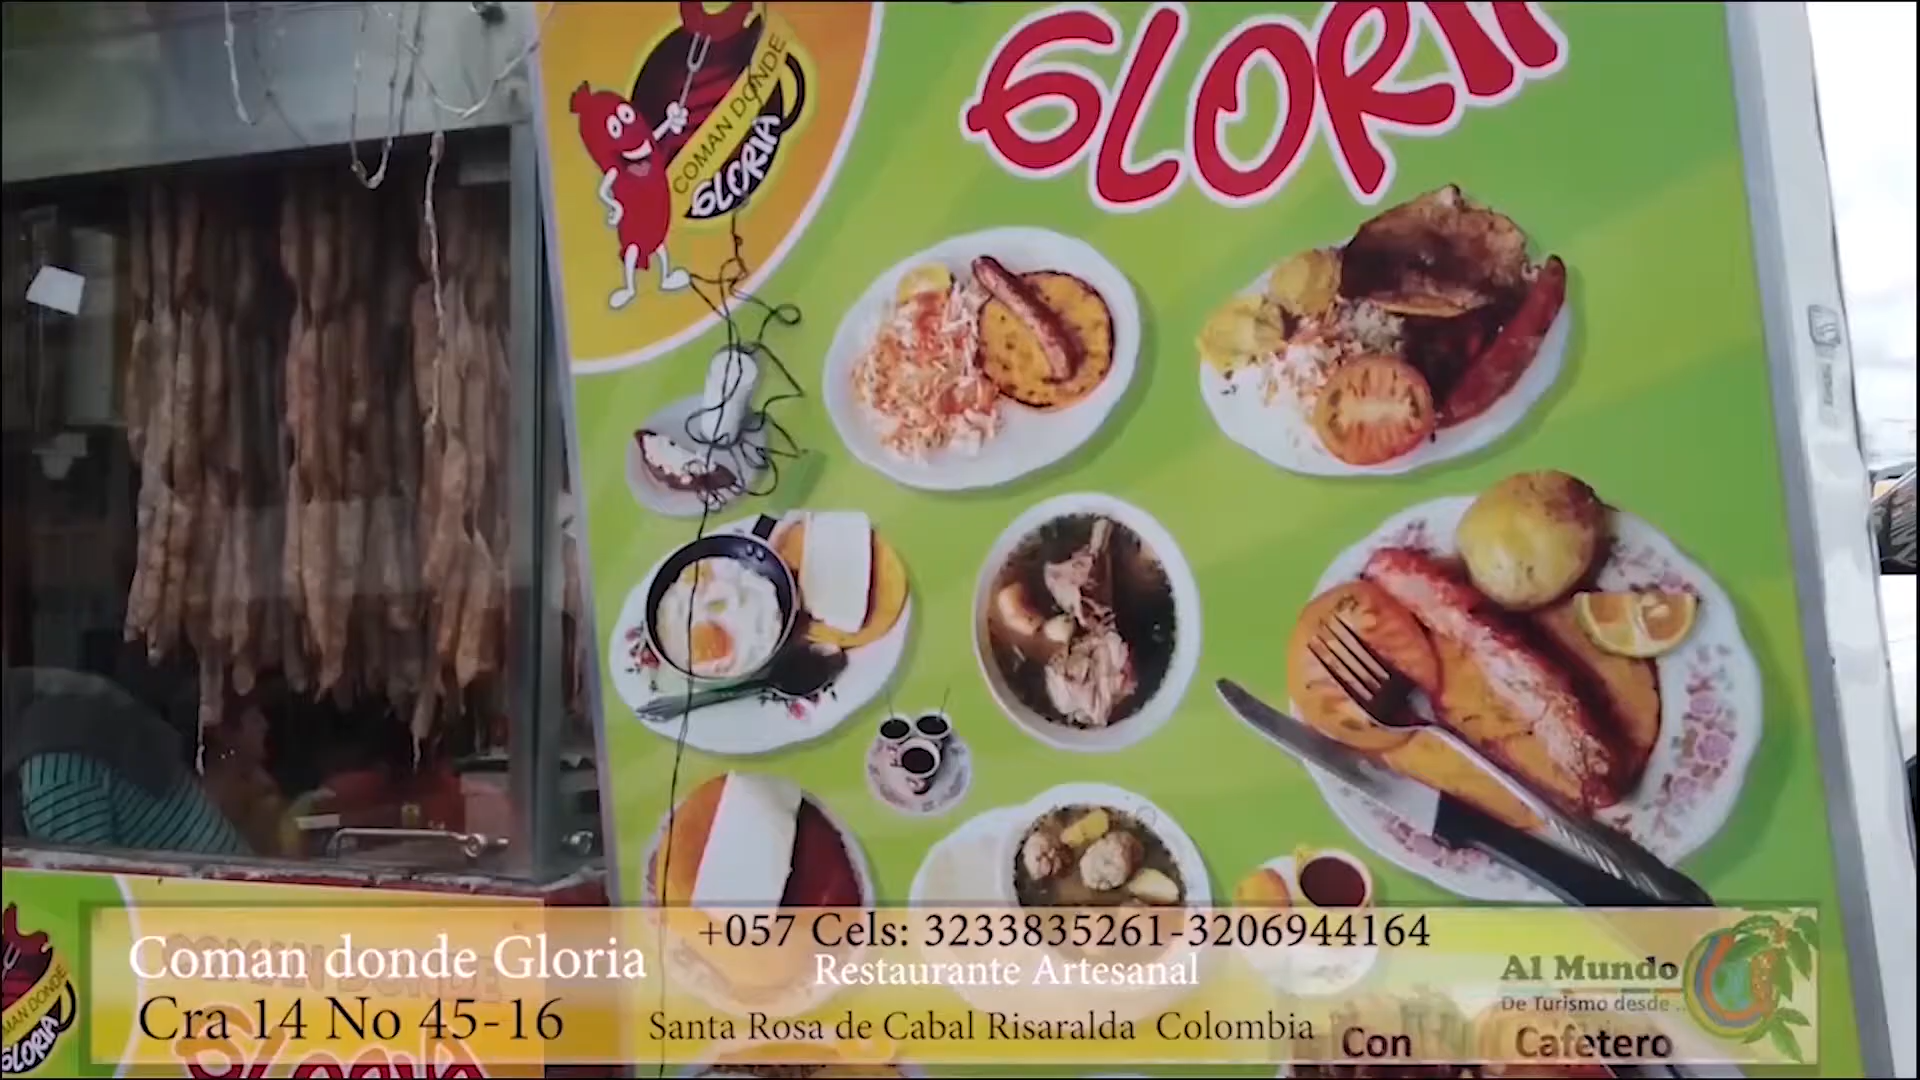 GLORIA
COMAN DONDE
GLORIA
COMAN DONDE
GLORIA
+057 Cels: 3233835261-3206944164
Coman donde Gloria
Restaurante Artesanal
Cra 14 No 45-16
Santa Rosa de Cabal Risaralda Colombia
Al Mundo
De Turismo desde ..
Con Cafetero